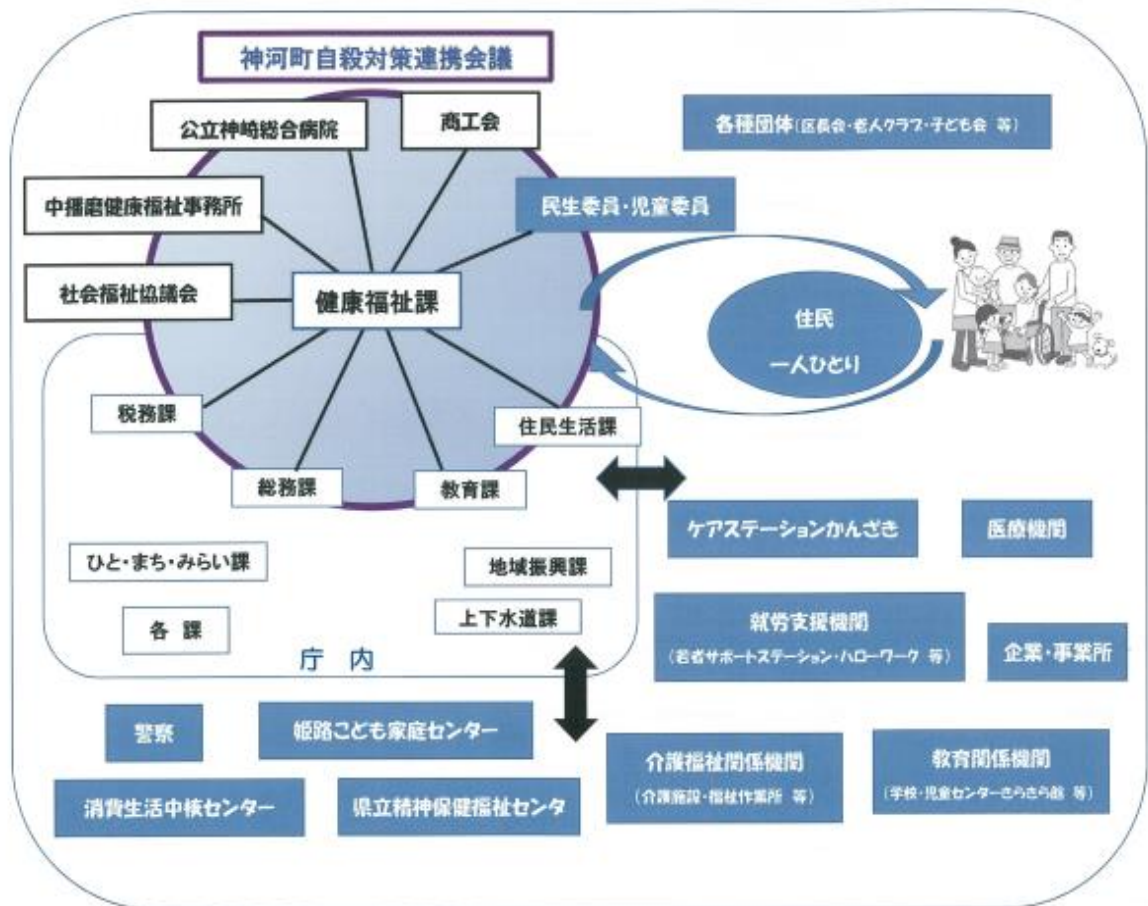 神河町自殺対策連携会議
公立神崎総合病院
商工会
各種団体(区長会・老人クラブ・子ども会 等)
中播磨健康福祉事務所
民生委員・児童委員
社会福祉協議会
健康福祉課
住民
一人ひとり
税務課
住民生活課
総務課
教育課
ケアステーションかんざき
医療機関
ひと・まち・みらい課
地域振興課
各 課
上下水道課
就労支援機関
(若者サポートステーション・ハローワーク 等)
企業・事業所
庁 内
警察
姫路こども家庭センター
介護福祉関係機関
(介護施設・福祉作業所 等)
教育関係機関
(学校・児童センターきらきら館 等)
消費生活中核センター
県立精神保健福祉センタ